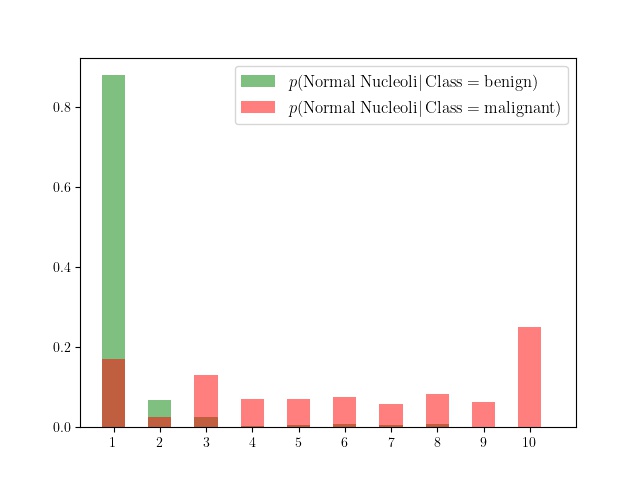 p(Normal Nucleoli| Class = benign)
p(Normal Nucleoli| Class = malignant)
0.8
0.6
0.4
0.2
0.0
1 2 3 4 5 6 7 8 9 10